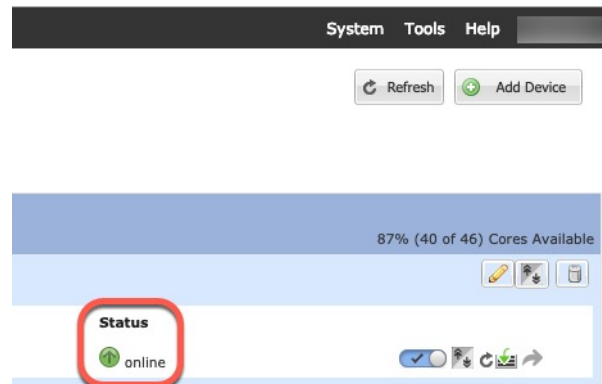 System Tools Help
Refresh Add Device
87% (40 of 46) Cores Available
Status
online